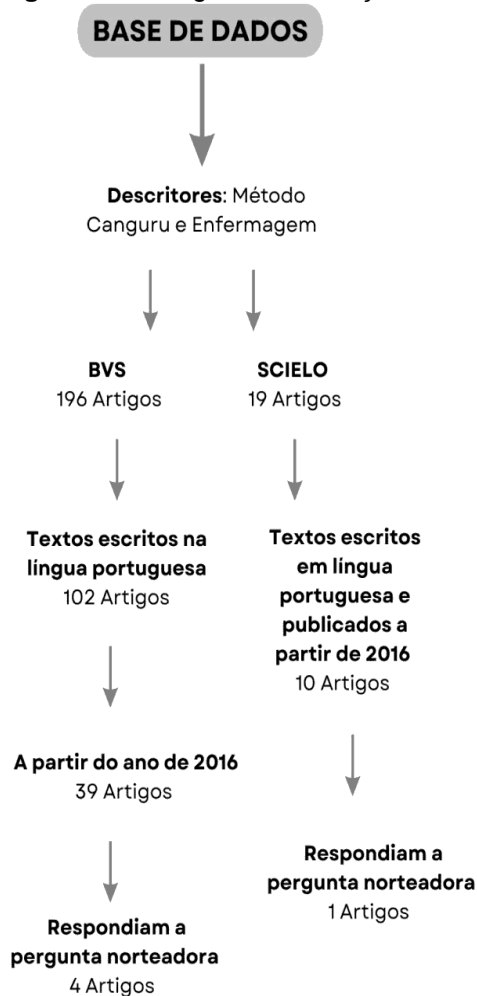 BASE DE DADOS
Descritores: Método
Canguru e Enfermagem
BVS
196 Artigos
SCIELO
19 Artigos
Textos escritos na
língua portuguesa
102 Artigos
Textos escritos
em língua
portuguesa e
publicados a
partir de 2016
10 Artigos
A partir do ano de 2016
39 Artigos
Respondiam a
pergunta norteadora
1 Artigos
Respondiam a
pergunta norteadora
4 Artigos